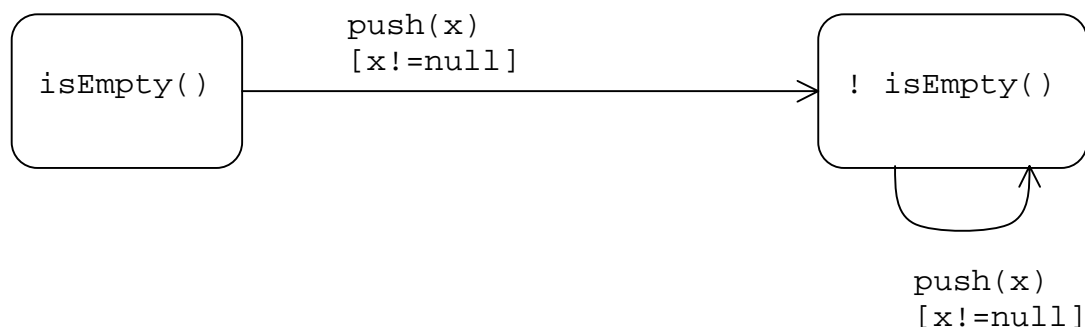 push(x)
[x!=null]
isEmpty()
! isEmpty()
push(x)
[x!=null]